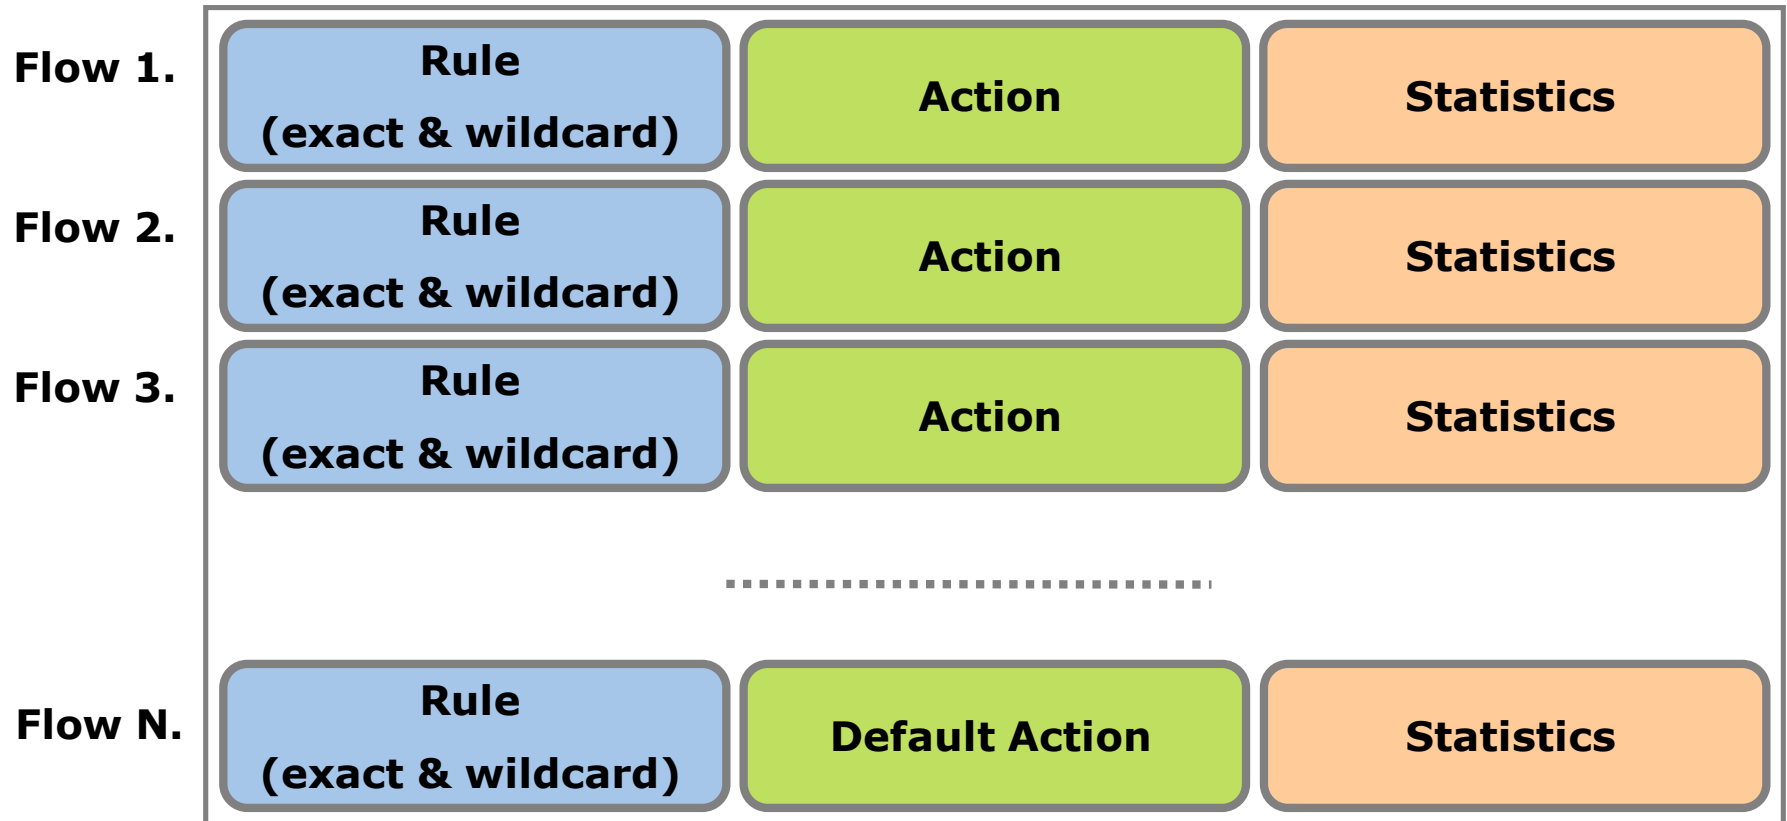 Flow 1.
Rule
(exact & wildcard)
Action
Statistics
Flow 2.
Rule
(exact & wildcard)
Action
Statistics
Flow 3.
Rule
(exact & wildcard)
Action
Statistics
Flow N.
Rule
(exact & wildcard)
Default Action
Statistics